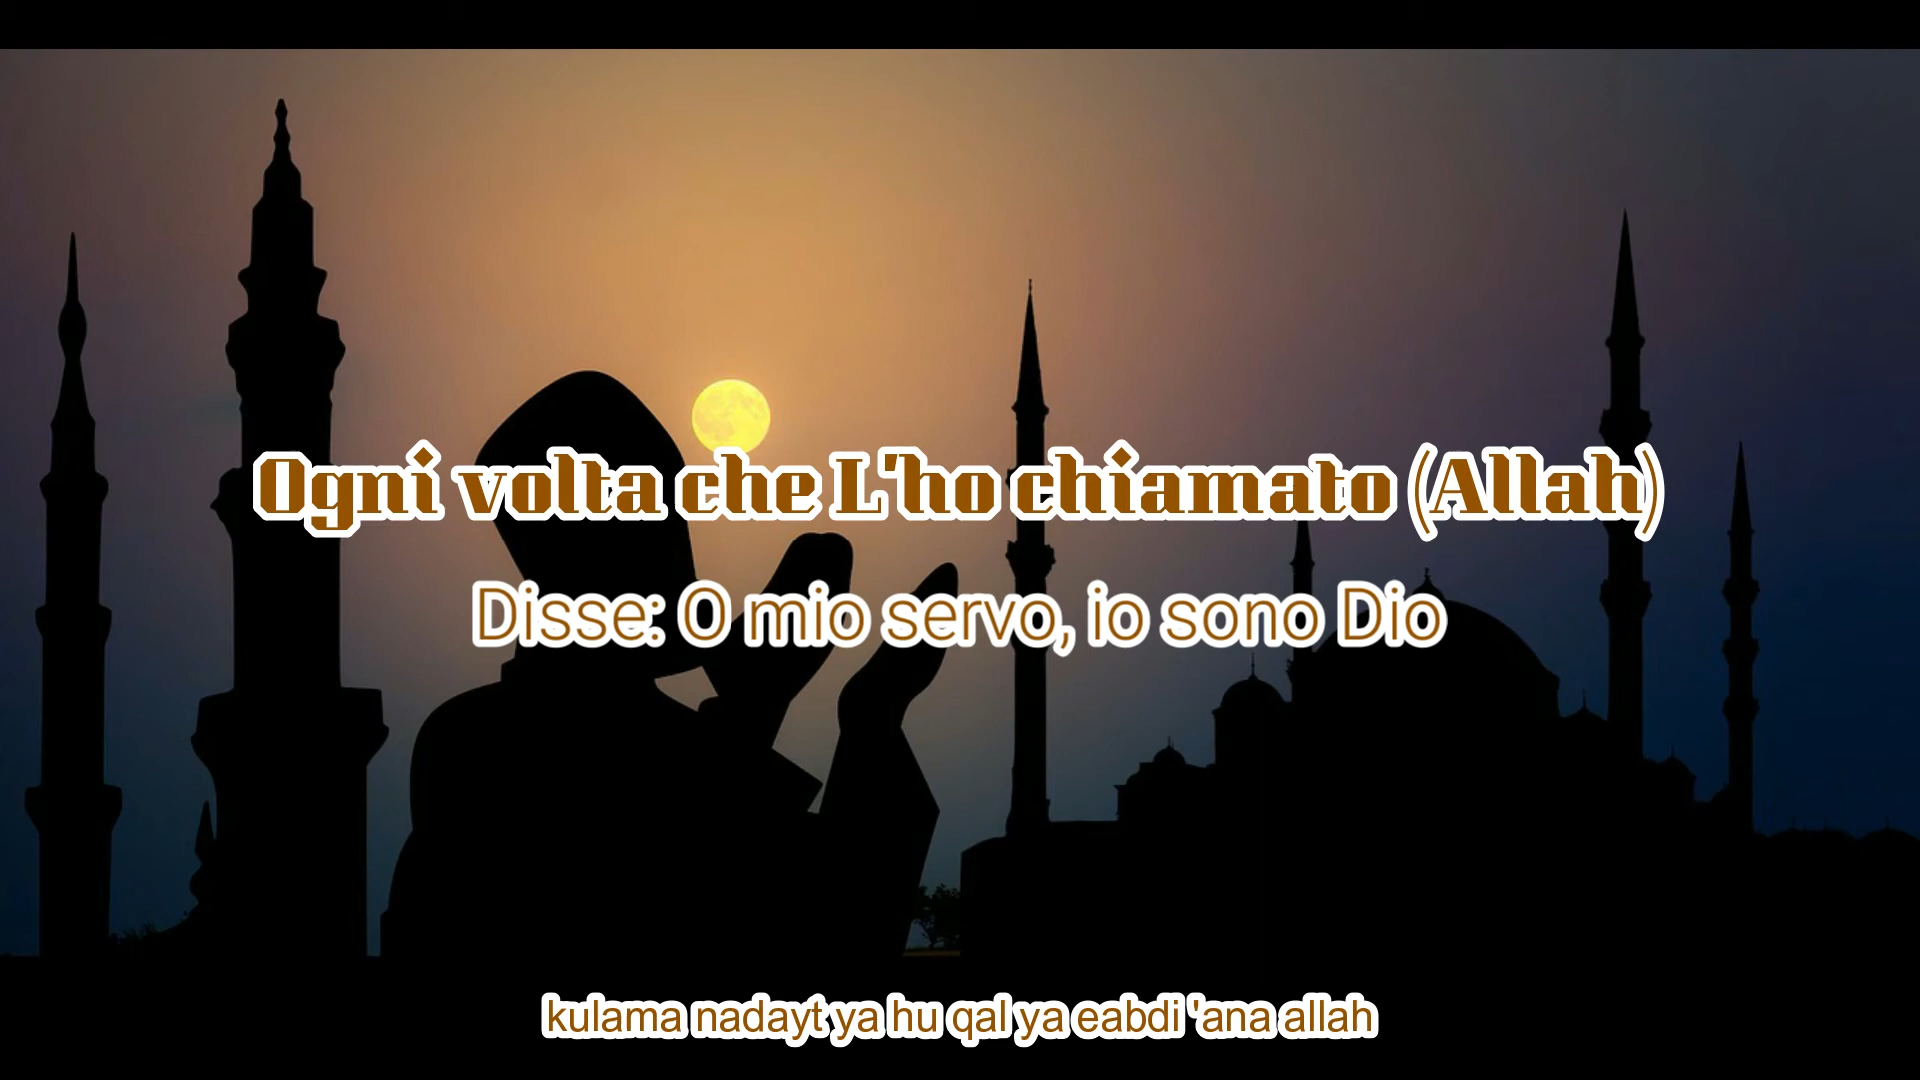 Ogni volta che L'ho chiamato (Allah)
Disse: O mio servo, io sono Dio
kulama nadayt ya hu qal ya eabdi 'ana allah